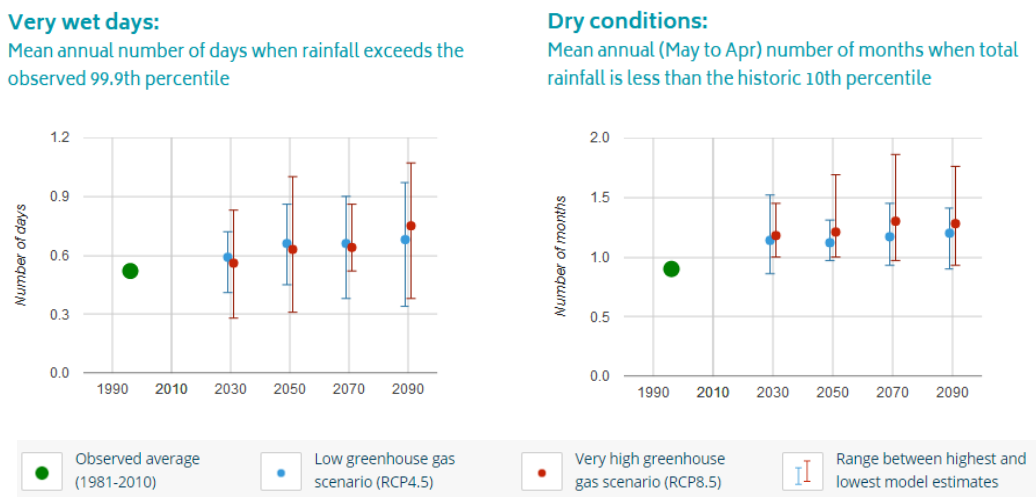 Very wet days:
Mean annual number of days when rainfall exceeds the
observed 99.9th percentile
1.2
0.9
0.6
0.3
0.0
Number of days
1990
2010
2030
2050
2070
2090
Dry conditions:
Mean annual (May to Apr) number of months when total
rainfall is less than the historic 10th percentile
2.0
1.5
1.0
0.5
0.0
Number of months
1990
2010
2030
2050
2070
2090
Observed average
(1981-2010)
Low greenhouse gas
scenario (RCP4.5)
Very high greenhouse
gas scenario (RCP8.5)
Range between highest and
lowest model estimates